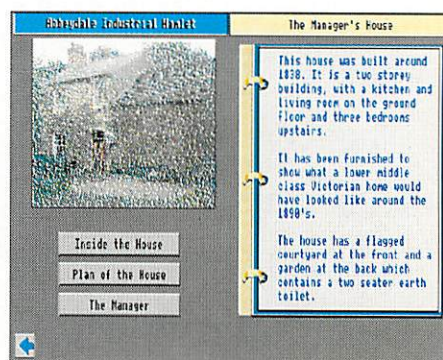 Abbeydale Industrial Hamlet
The Manager's House
This house was built around
1838. It is a two storey
building, with a kitchen and
living room on the ground
floor and three bedrooms
upstairs.
It has been furnished to
show what a lower middle
class Victorian home would
have looked like around the
1890's.
The house has a flagged
courtyard at the front and a
garden at the back which
contains a two seater earth
toilet.
Inside the House
Plan of the House
The Manager